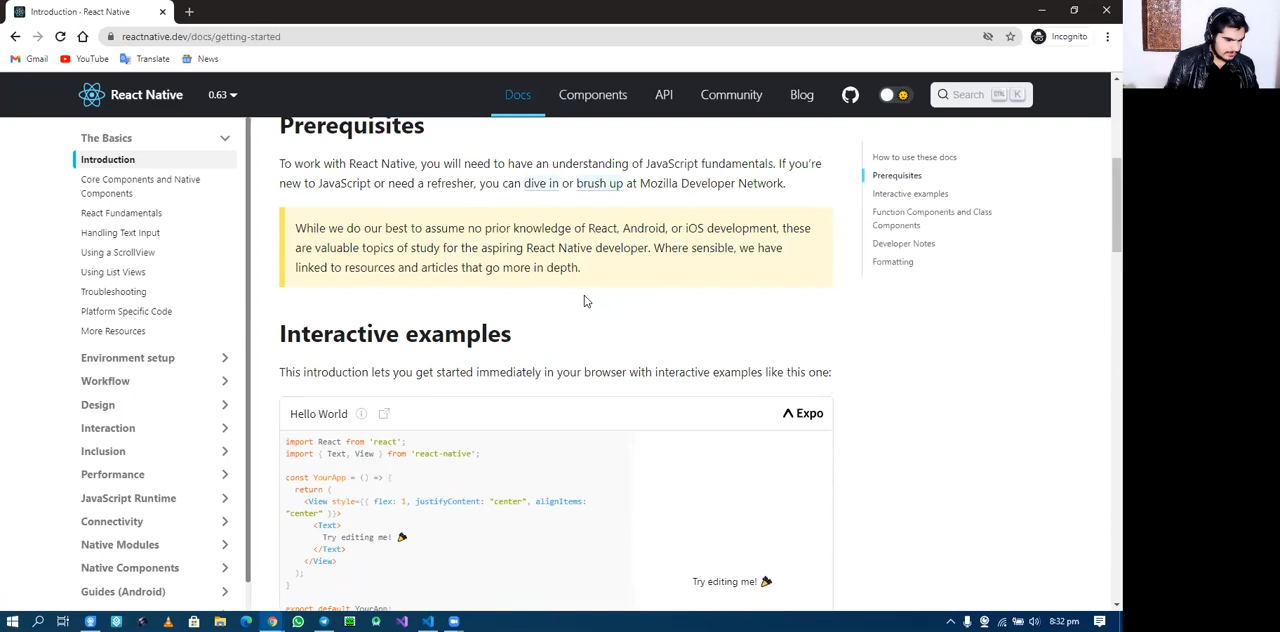 Introduction · React Native
reactnative.dev/docs/getting-started
Incognito
Gmail
YouTube
Translate
News
React Native
0.63
Docs
Components
API
Community
Blog
Search
CTRL
K
The Basics
Introduction
Core Components and Native
Components
React Fundamentals
Handling Text Input
Using a ScrollView
Using List Views
Troubleshooting
Platform Specific Code
More Resources
Environment setup
Workflow
Design
Interaction
Inclusion
Performance
JavaScript Runtime
Connectivity
Native Modules
Native Components
Guides (Android)
Prerequisites
To work with React Native, you will need to have an understanding of JavaScript fundamentals. If you're
new to JavaScript or need a refresher, you can dive in or brush up at Mozilla Developer Network.
While we do our best to assume no prior knowledge of React, Android, or iOS development, these
are valuable topics of study for the aspiring React Native developer. Where sensible, we have
linked to resources and articles that go more in depth.
Interactive examples
This introduction lets you get started immediately in your browser with interactive examples like this one:
Hello World
Expo
import React from 'react';
import { Text, View } from 'react-native';
const YourApp = () => {
return (
<View style={{ flex: 1, justifyContent: "center", alignItems:
"center" }}>
<Text>
Try editing me! 🎉
</Text>
</View>
);
}
export default YourApp;
Try editing me! 🎉
How to use these docs
Prerequisites
Interactive examples
Function Components and Class
Components
Developer Notes
Formatting
8:32 pm